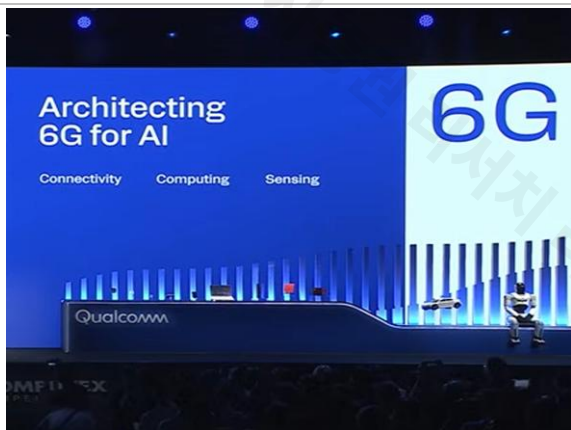 Architecting
6G for AI
Connectivity Computing Sensing
6G
Qualcomm